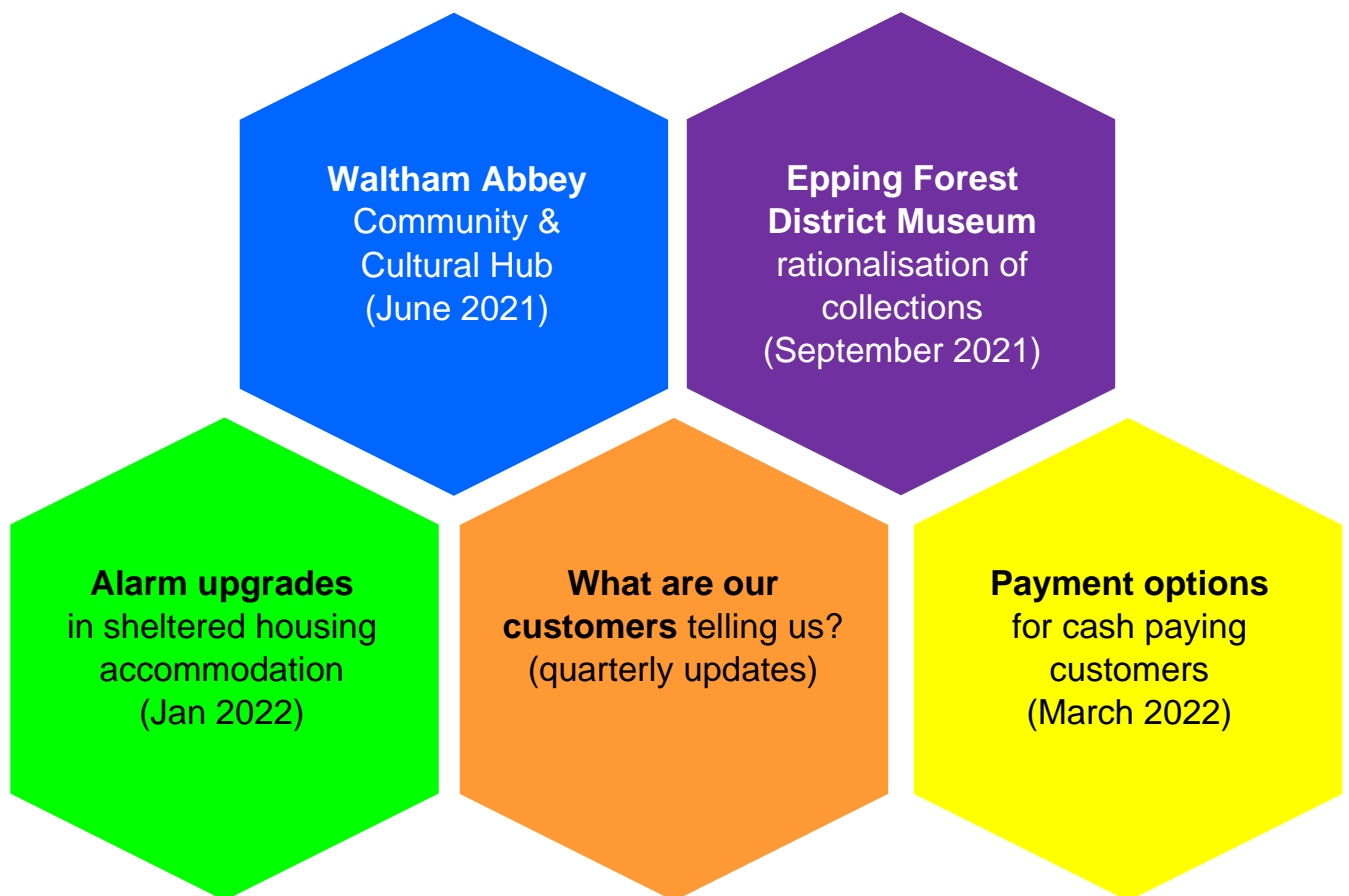 Waltham Abbey
Community &
Cultural Hub
(June 2021)
Epping Forest
District Museum
rationalisation of
collections
(September 2021)
Alarm upgrades
in sheltered housing
accommodation
(Jan 2022)
What are our
customers telling us?
(quarterly updates)
Payment options
for cash paying
customers
(March 2022)